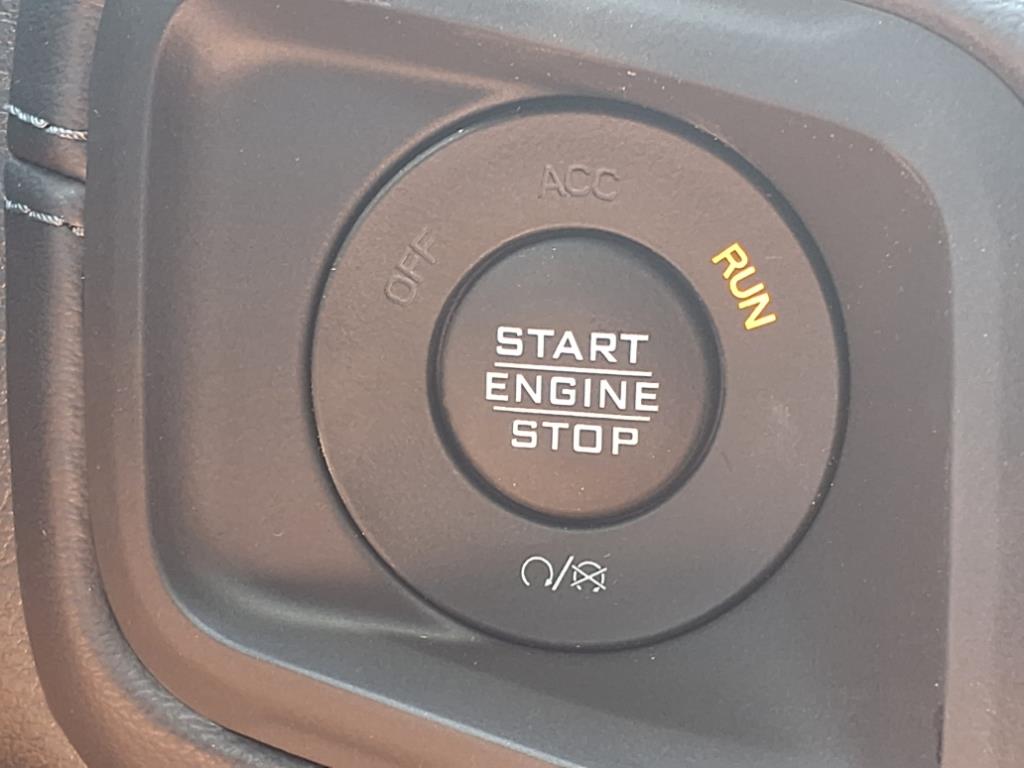 ACC
OFF
RUN
START
ENGINE
STOP